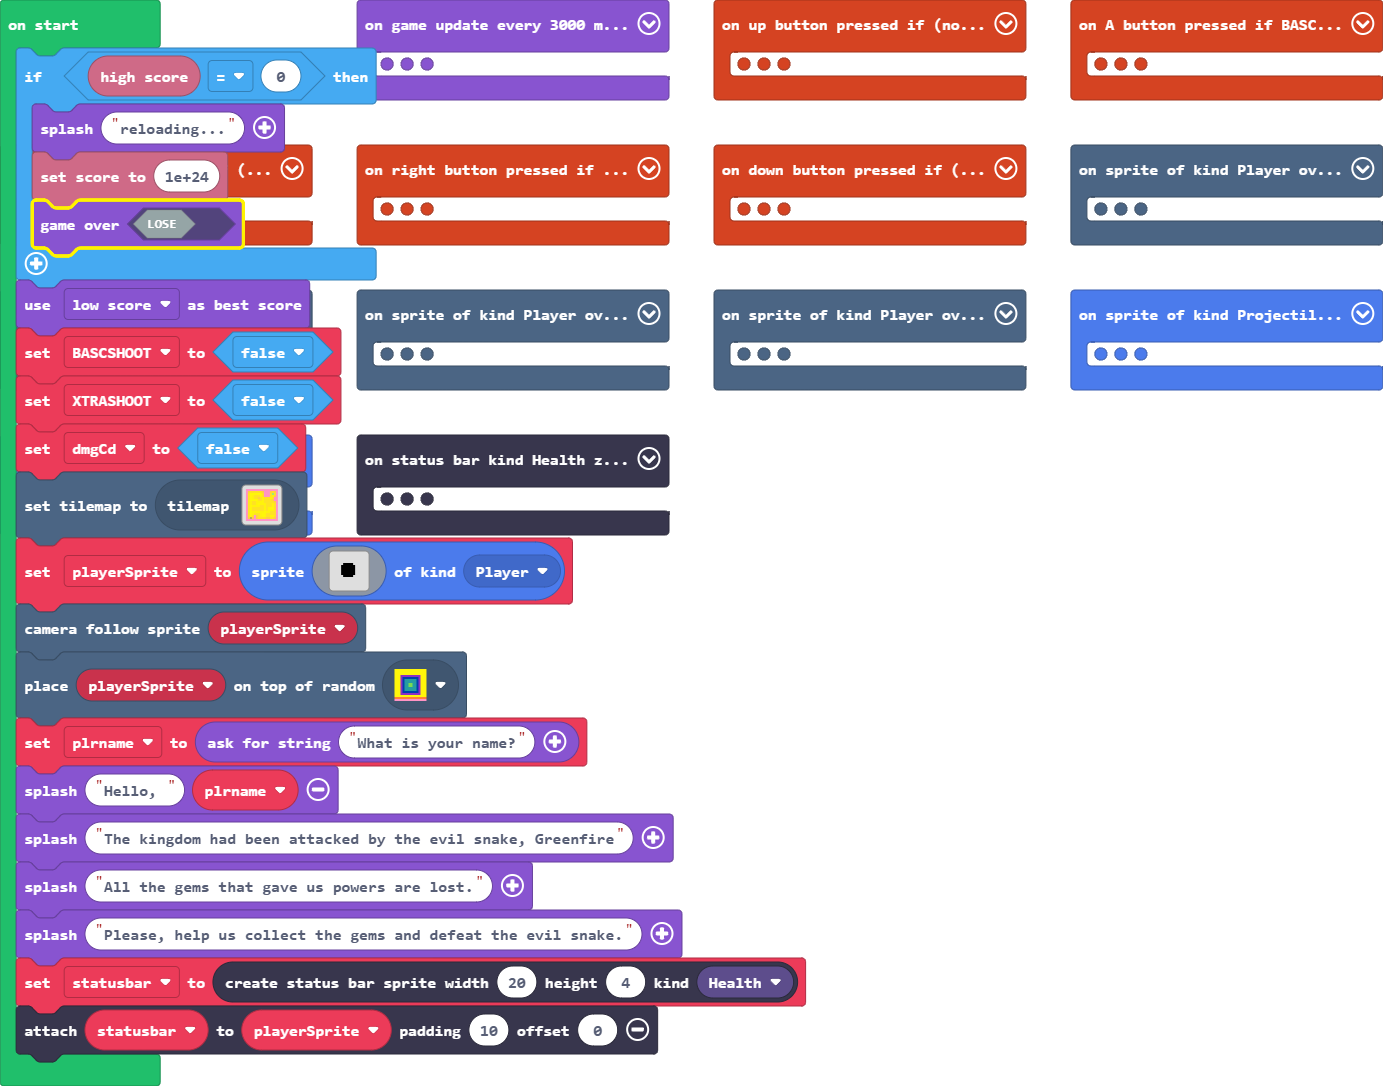 on start
on game update every 3000 m...
on up button pressed if (no...
on A button pressed if BASC...
if high score = 0 then
splash "reloading..."
set score to 1e+24
(...
on right button pressed if ...
on down button pressed if (...
on sprite of kind Player ov...
game over LOSE
use low score as best score
on sprite of kind Player ov...
on sprite of kind Player ov...
on sprite of kind Projectil...
set BASCSHOOT to false
set XTRASHOOT to false
set dmgCd to false
on status bar kind Health z...
set tilemap to tilemap
set playerSprite to sprite of kind Player
camera follow sprite playerSprite
place playerSprite on top of random
set plrname to ask for string "What is your name?"
splash "Hello, " plrname
splash "The kingdom had been attacked by the evil snake, Greenfire"
splash "All the gems that gave us powers are lost."
splash "Please, help us collect the gems and defeat the evil snake."
set statusbar to create status bar sprite width 20 height 4 kind Health
attach statusbar to playerSprite padding 10 offset 0